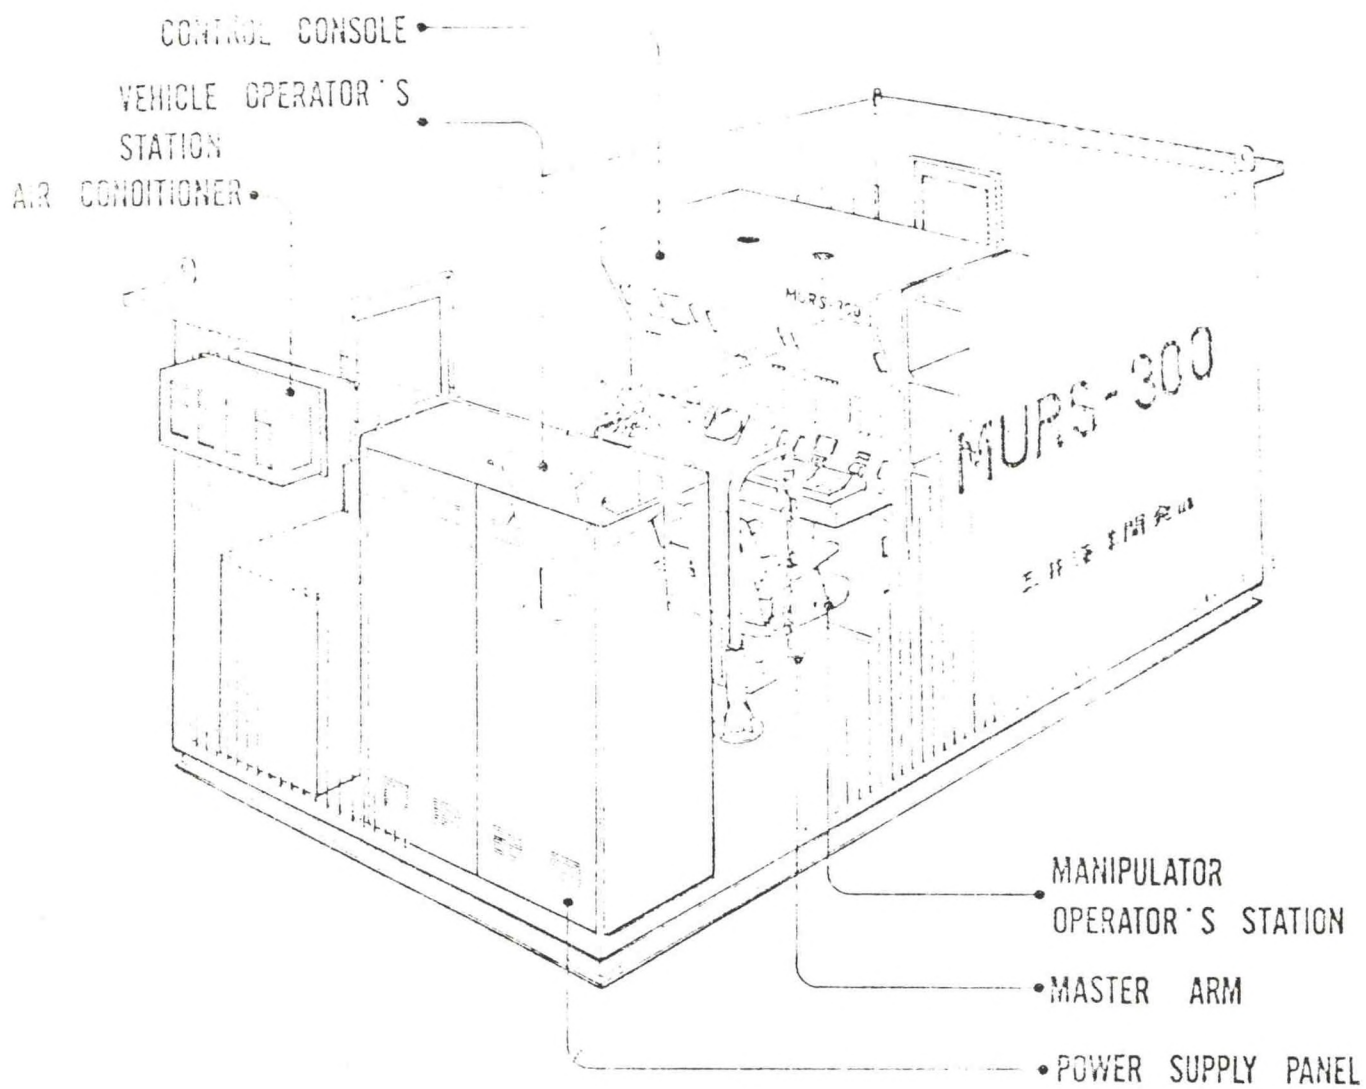 CONTROL CONSOLE
VEHICLE OPERATOR'S
STATION
AIR CONDITIONER
MURS-300
MURS-300
MANIPULATOR
OPERATOR'S STATION
MASTER ARM
POWER SUPPLY PANEL